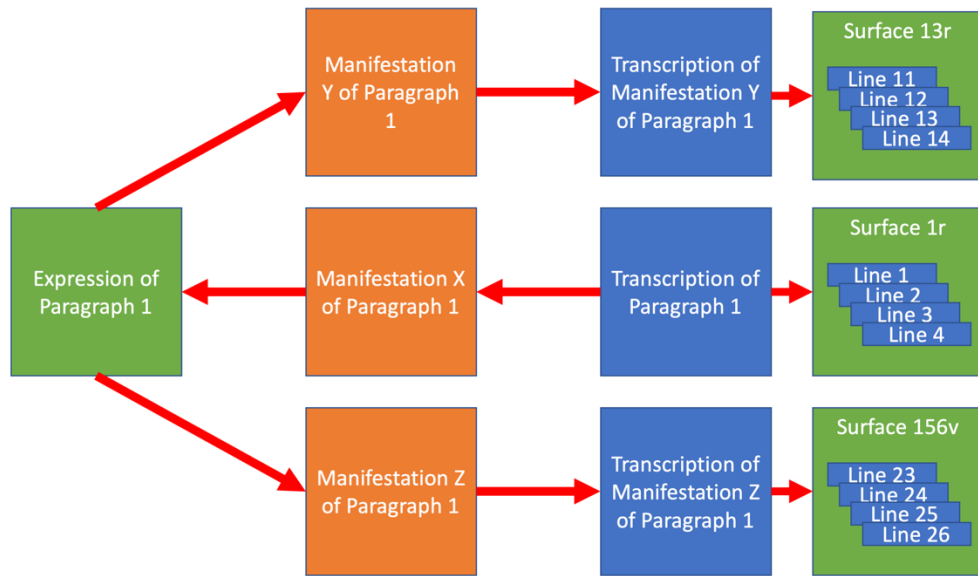 Manifestation
Y of Paragraph
1
Transcription of
Manifestation Y
of Paragraph 1
Surface 13r
Line 11
Line 12
Line 13
Line 14
Expression of
Paragraph 1
Manifestation X
of Paragraph 1
Transcription of
Paragraph 1
Surface 1r
Line 1
Line 2
Line 3
Line 4
Manifestation Z
of Paragraph 1
Transcription of
Manifestation Z
of Paragraph 1
Surface 156v
Line 23
Line 24
Line 25
Line 26